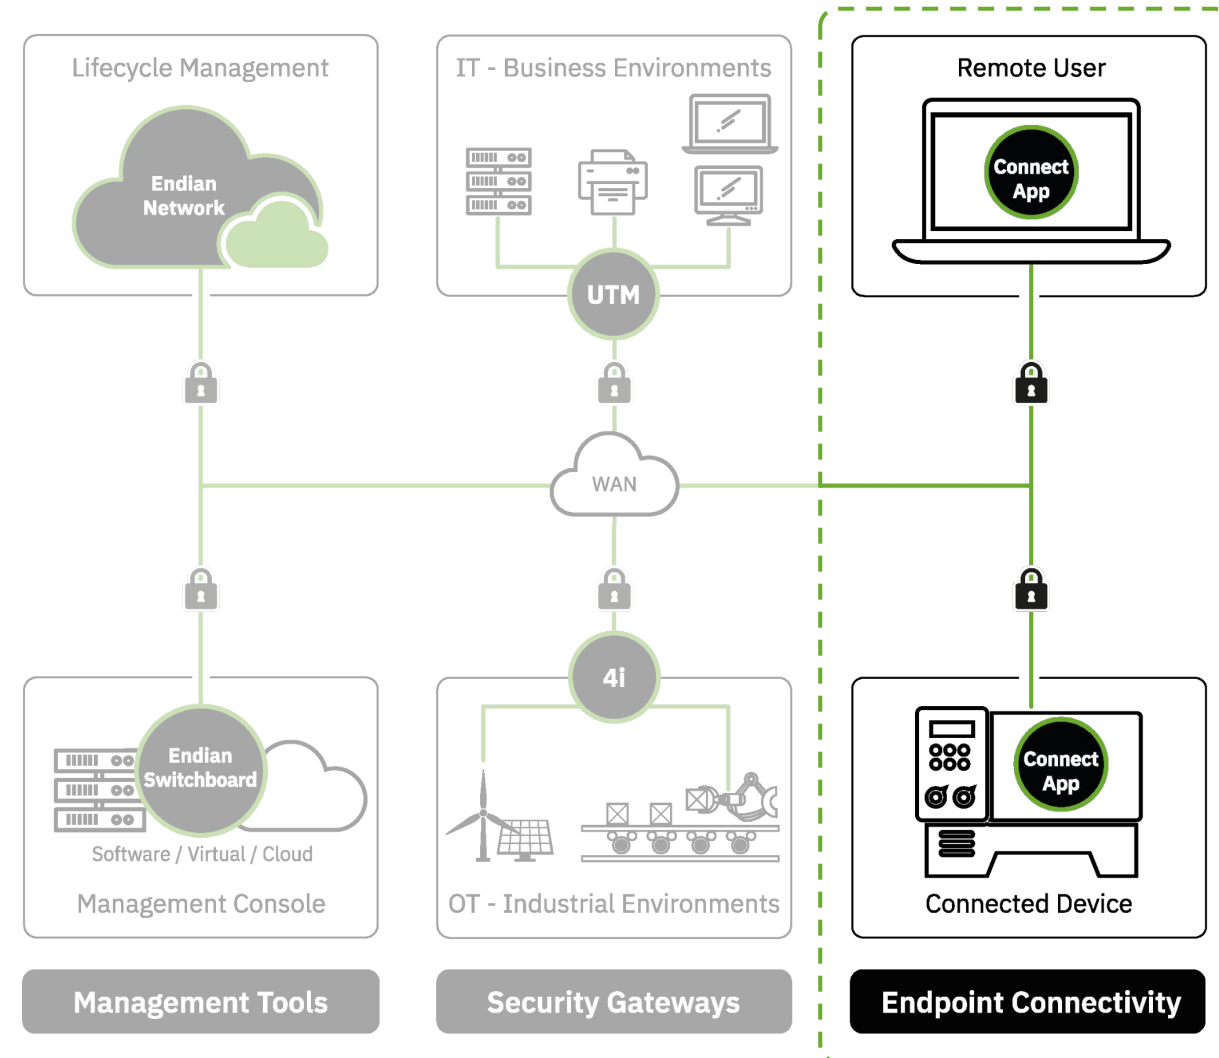 Lifecycle Management
Endian
Network
IT - Business Environments
UTM
Remote User
Connect
App
WAN
Endian
Switchboard
Software / Virtual / Cloud
Management Console
4i
OT - Industrial Environments
Connect
App
Connected Device
Management Tools
Security Gateways
Endpoint Connectivity